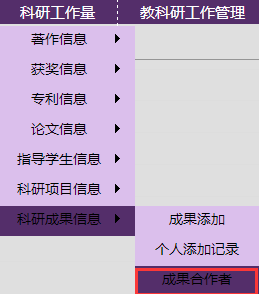 科研工作量 教科研工作管理
著作信息
获奖信息
专利信息
论文信息
指导学生信息
科研项目信息
科研成果信息 成果添加
个人添加记录
成果合作者